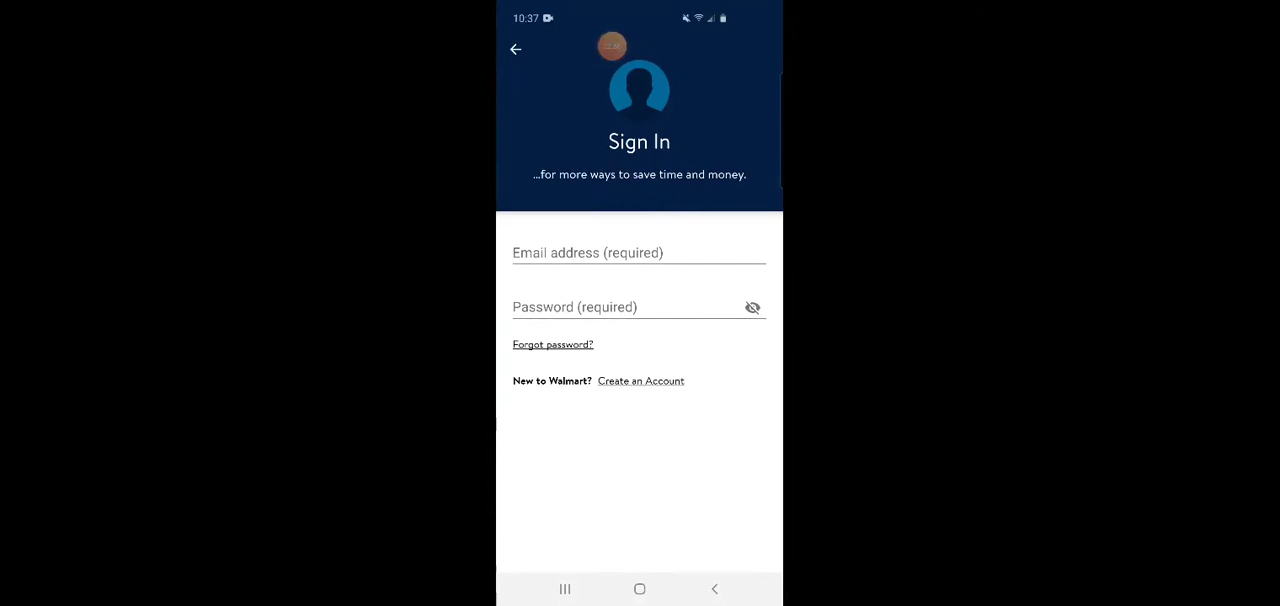 10:37
Sign In
...for more ways to save time and money.
Email address (required)
Password (required)
Forgot password?
New to Walmart? Create an Account